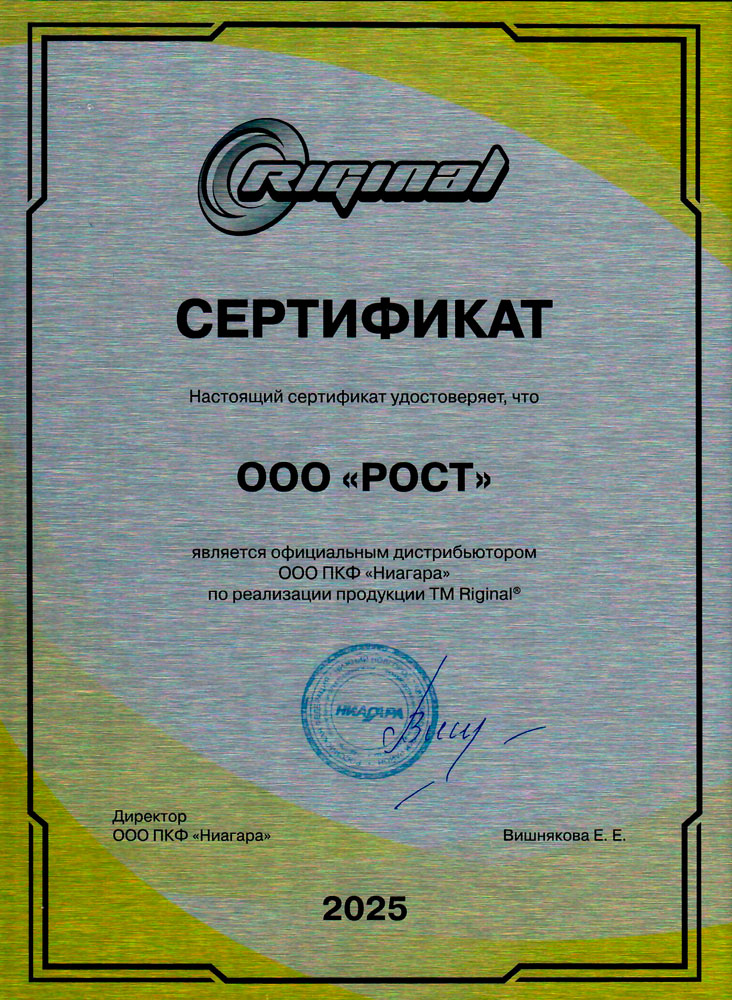 Riginal
СЕРТИФИКАТ
Настоящий сертификат удостоверяет, что
ООО «РОСТ»
является официальным дистрибьютором
ООО ПКФ «Ниагара»
по реализации продукции ТМ Riginal®
НИАГАРА
Директор
ООО ПКФ «Ниагара»
Вишнякова Е. Е.
2025